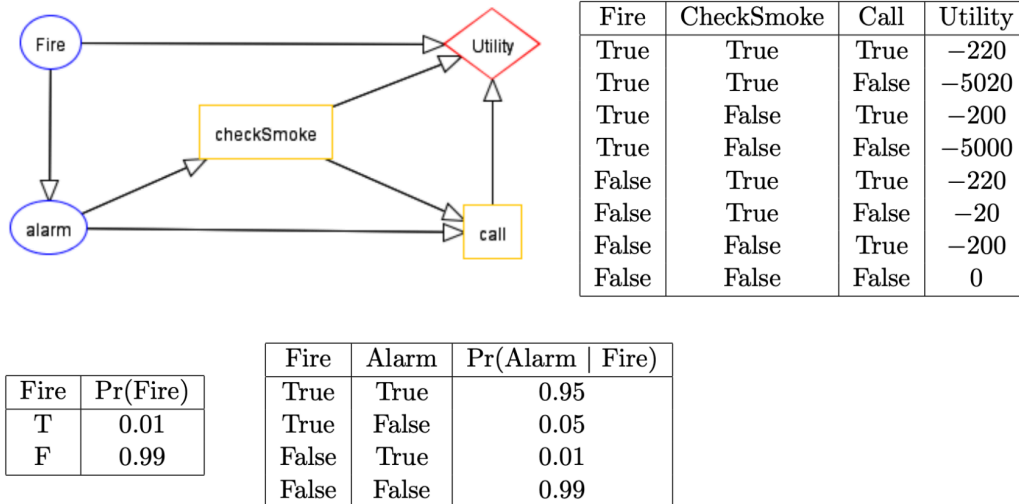 Fire
Utility
checkSmoke
alarm
call
Fire CheckSmoke Call Utility
True True True −220
True True False −5020
True False True −200
True False False −5000
False True True −220
False True False −20
False False True −200
False False False 0
Fire Pr(Fire)
T 0.01
F 0.99
Fire Alarm Pr(Alarm | Fire)
True True 0.95
True False 0.05
False True 0.01
False False 0.99